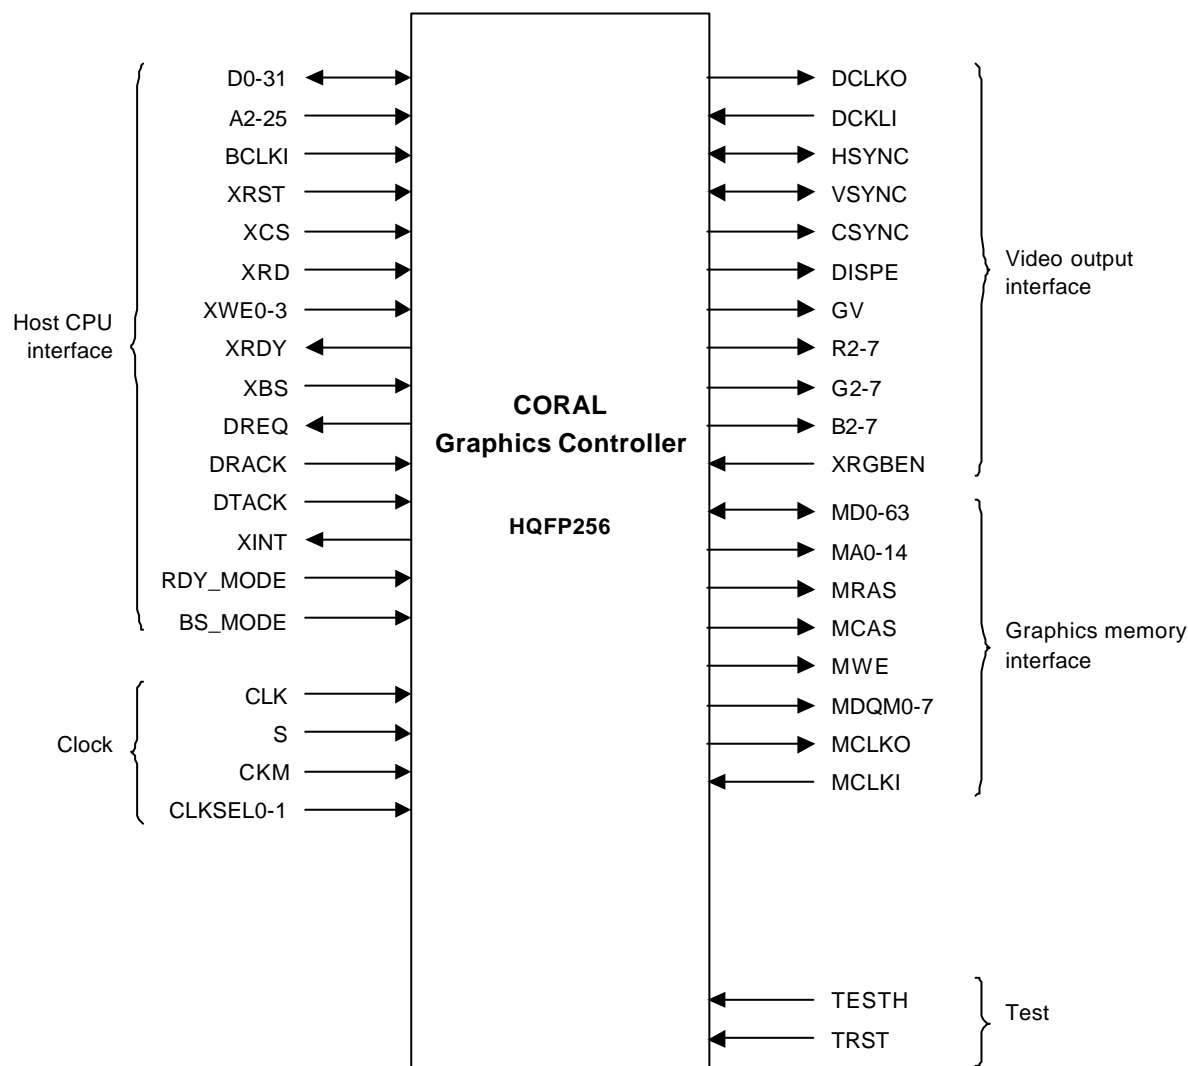 Host CPU
interface
D0-31
A2-25
BCLKI
XRST
XCS
XRD
XWE0-3
XRDY
XBS
DREQ
DRACK
DTACK
XINT
RDY_MODE
BS_MODE
Clock
CLK
S
CKM
CLKSEL0-1
CORAL
Graphics Controller
HQFP256
DCLKO
DCKLI
HSYNC
VSYNC
CSYNC
DISPE
GV
R2-7
G2-7
B2-7
XRGBEN
Video output
interface
MD0-63
MA0-14
MRAS
MCAS
MWE
MDQM0-7
MCLKO
MCLKI
Graphics memory
interface
TESTH
TRST
Test